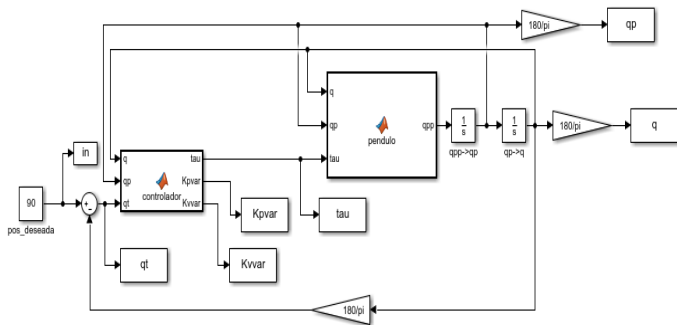 180/pi
qp
q
qp
tau
pendulo
qpp
1
s
qpp->qp
1
s
qp->q
180/pi
q
in
q
qp
qt
tau
Kpvar
Kvvar
controlador
90
pos_deseada
+
−
Kpvar
tau
qt
Kvvar
180/pi